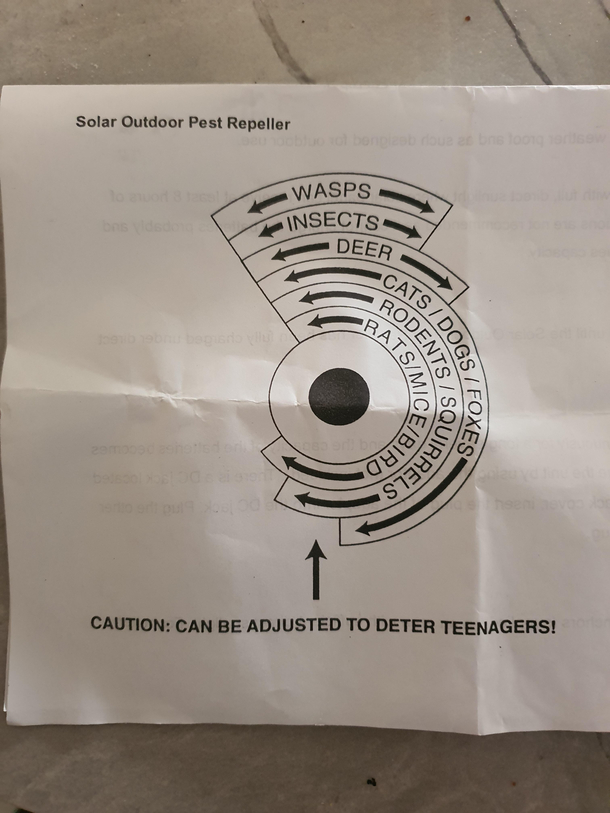 Solar Outdoor Pest Repeller
WASPS
INSECTS
DEER
CATS / DOGS / FOXES
RODENTS / SQUIRRELS
RATS/MICE/BIRD
CAUTION: CAN BE ADJUSTED TO DETER TEENAGERS!